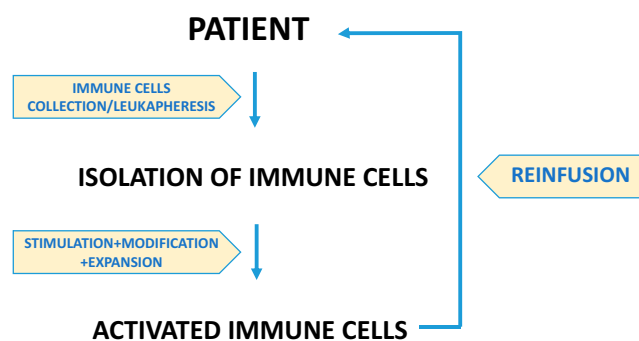 PATIENT
IMMUNE CELLS
COLLECTION/LEUKAPHERESIS
ISOLATION OF IMMUNE CELLS
REINFUSION
STIMULATION+MODIFICATION
+EXPANSION
ACTIVATED IMMUNE CELLS